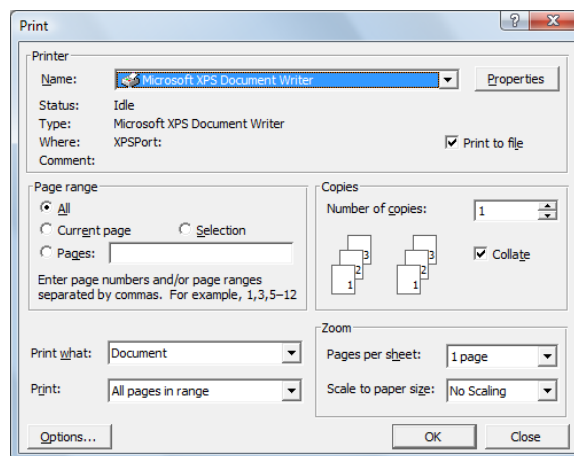 Print
Printer
Name: Microsoft XPS Document Writer Properties
Status: Idle
Type: Microsoft XPS Document Writer
Where: XPSPort: Print to file
Comment:
Page range Copies
All Number of copies: 1
Current page Selection
Pages:
Enter page numbers and/or page ranges
separated by commas. For example, 1,3,5–12
3 3 Collate
2 2
1 1
Zoom
Print what: Document Pages per sheet: 1 page
Print: All pages in range Scale to paper size: No Scaling
Options... OK Close